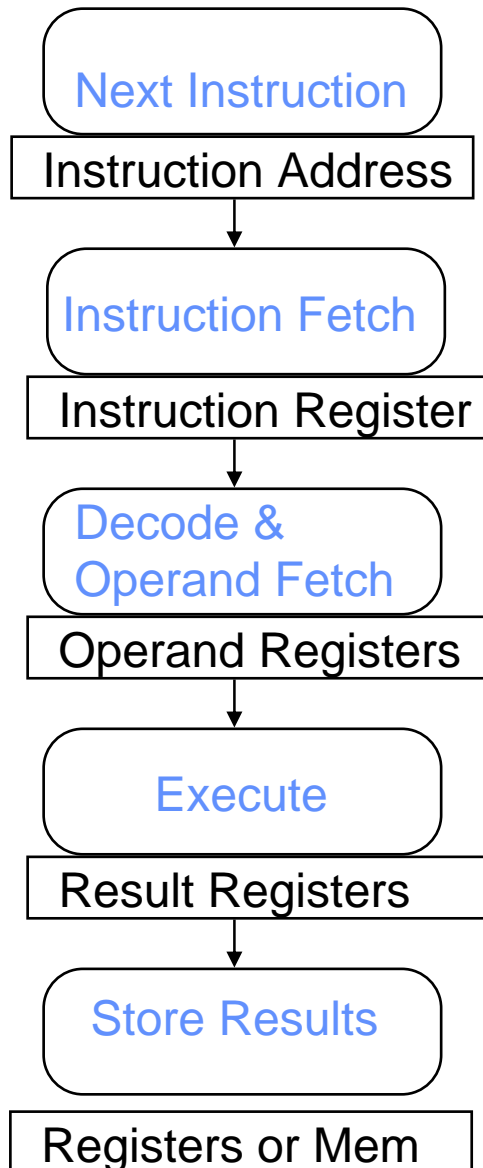 Next Instruction
Instruction Address
Instruction Fetch
Instruction Register
Decode &
Operand Fetch
Operand Registers
Execute
Result Registers
Store Results
Registers or Mem